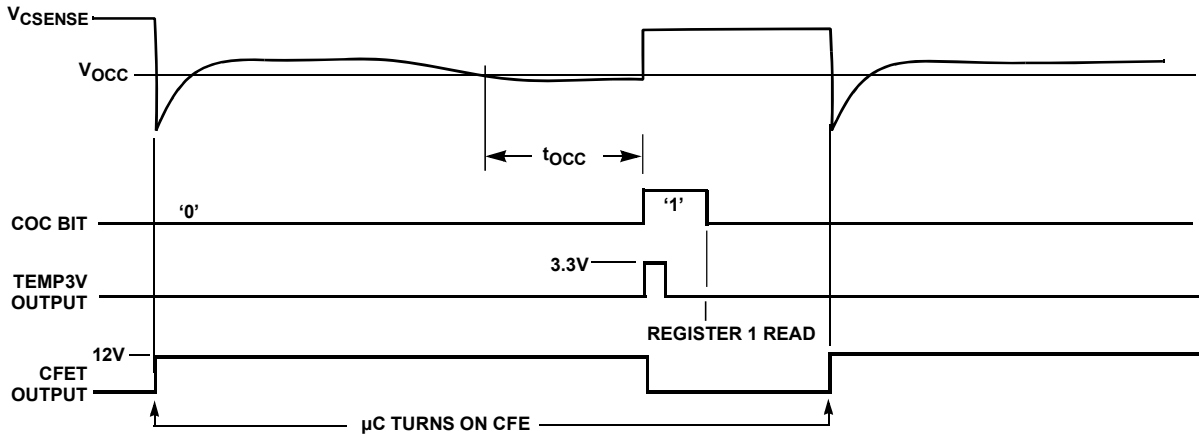 VCSENSE
VOCC
tOCC
COC BIT
‘0’
‘1’
3.3V
TEMP3V
OUTPUT
REGISTER 1 READ
12V
CFET
OUTPUT
µC TURNS ON CFE